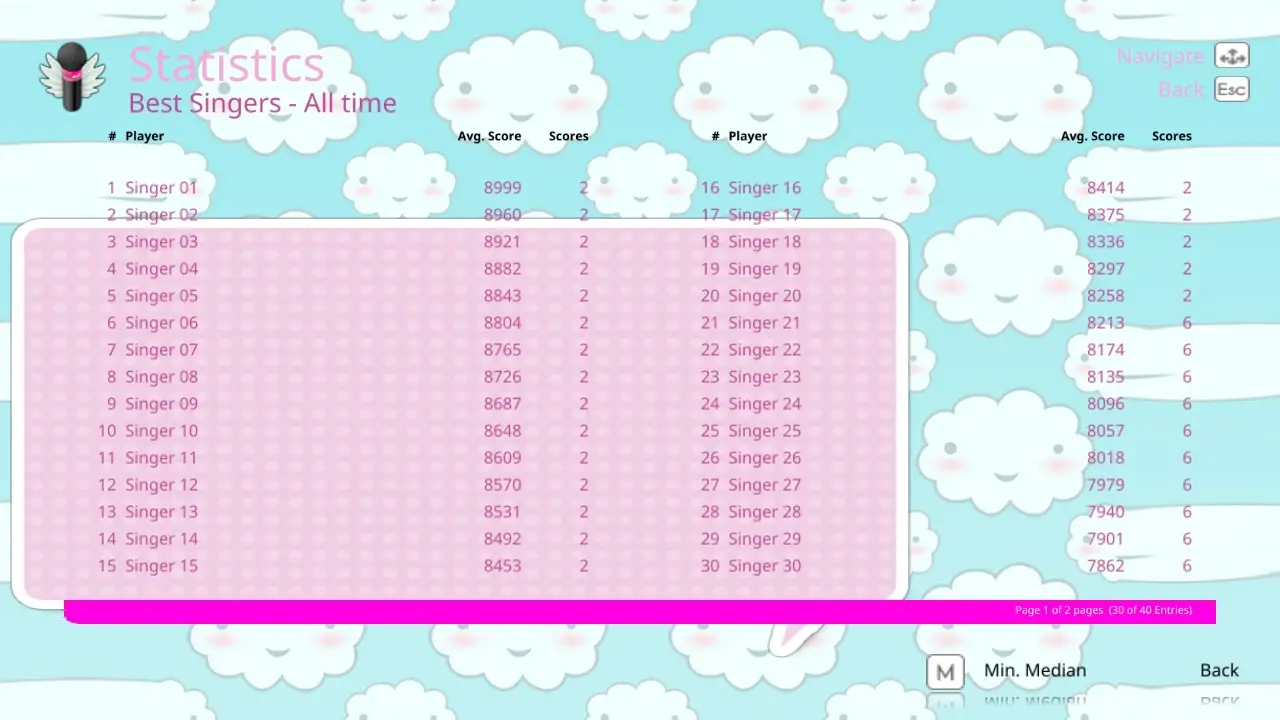 Statistics
Best Singers - All time
Navigate
Back Esc
# Player Avg. Score Scores # Player Avg. Score Scores
1 Singer 01 8999 2 16 Singer 16 8414 2
2 Singer 02 8960 2 17 Singer 17 8375 2
3 Singer 03 8921 2 18 Singer 18 8336 2
4 Singer 04 8882 2 19 Singer 19 8297 2
5 Singer 05 8843 2 20 Singer 20 8258 2
6 Singer 06 8804 2 21 Singer 21 8213 6
7 Singer 07 8765 2 22 Singer 22 8174 6
8 Singer 08 8726 2 23 Singer 23 8135 6
9 Singer 09 8687 2 24 Singer 24 8096 6
10 Singer 10 8648 2 25 Singer 25 8057 6
11 Singer 11 8609 2 26 Singer 26 8018 6
12 Singer 12 8570 2 27 Singer 27 7979 6
13 Singer 13 8531 2 28 Singer 28 7940 6
14 Singer 14 8492 2 29 Singer 29 7901 6
15 Singer 15 8453 2 30 Singer 30 7862 6
Page 1 of 2 pages (30 of 40 Entries)
M Min. Median Back